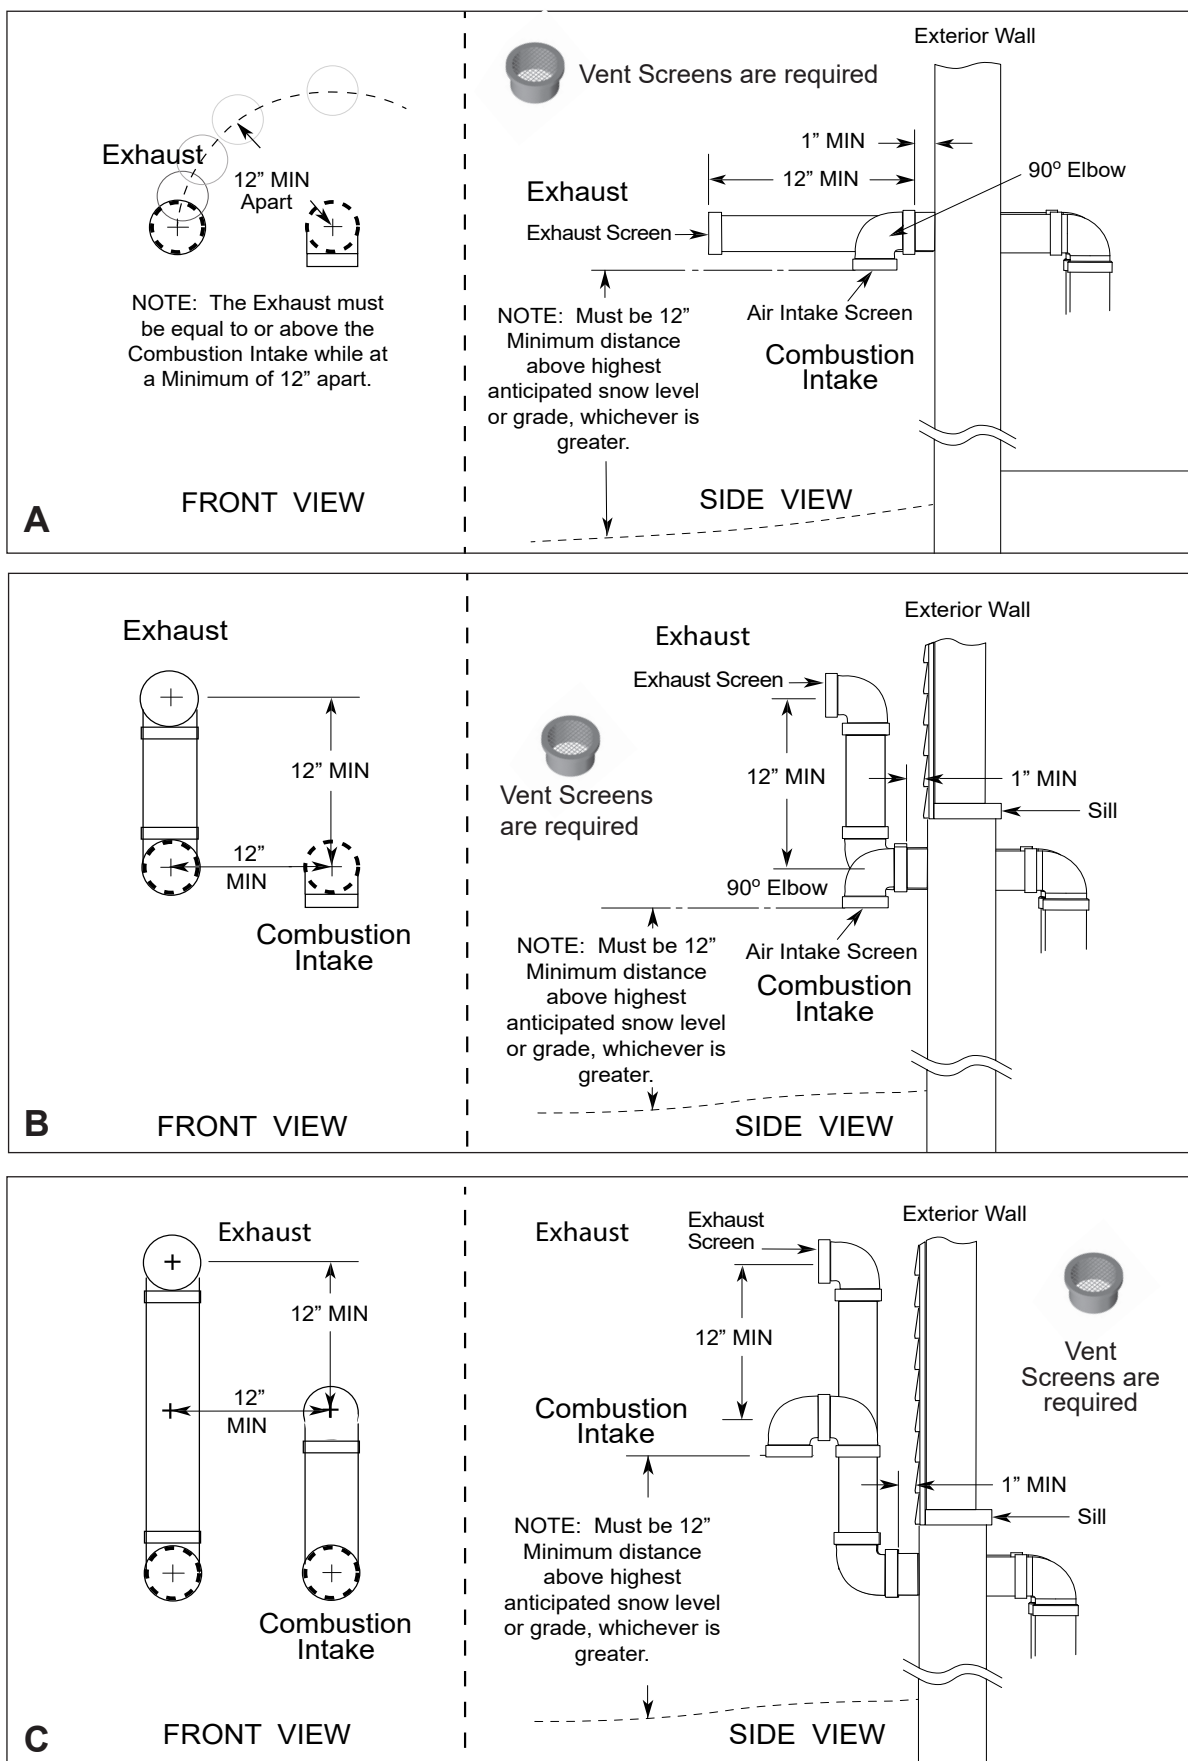 Exhaust
12” MIN
Apart
NOTE: The Exhaust must
be equal to or above the
Combustion Intake while at
a Minimum of 12” apart.
FRONT VIEW
A
Vent Screens are required
Exterior Wall
1” MIN
12” MIN
90º Elbow
Exhaust
Exhaust Screen
Air Intake Screen
Combustion
Intake
NOTE: Must be 12”
Minimum distance
above highest
anticipated snow level
or grade, whichever is
greater.
SIDE VIEW
Exhaust
12” MIN
12”
MIN
Combustion
Intake
FRONT VIEW
B
Exterior Wall
Exhaust
Exhaust Screen
Vent Screens
are required
12” MIN
1” MIN
Sill
90º Elbow
Air Intake Screen
Combustion
Intake
NOTE: Must be 12”
Minimum distance
above highest
anticipated snow level
or grade, whichever is
greater.
SIDE VIEW
Exhaust
12” MIN
12”
MIN
Combustion
Intake
FRONT VIEW
C
Exhaust
Exhaust
Screen
Exterior Wall
12” MIN
Vent
Screens are
required
Combustion
Intake
1” MIN
Sill
NOTE: Must be 12”
Minimum distance
above highest
anticipated snow level
or grade, whichever is
greater.
SIDE VIEW